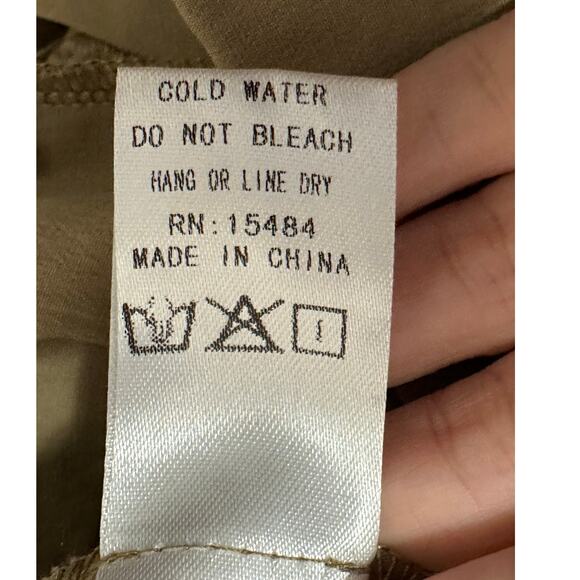 COLD WATER
DO NOT BLEACH
HANG OR LINE DRY
RN:15484
MADE IN CHINA